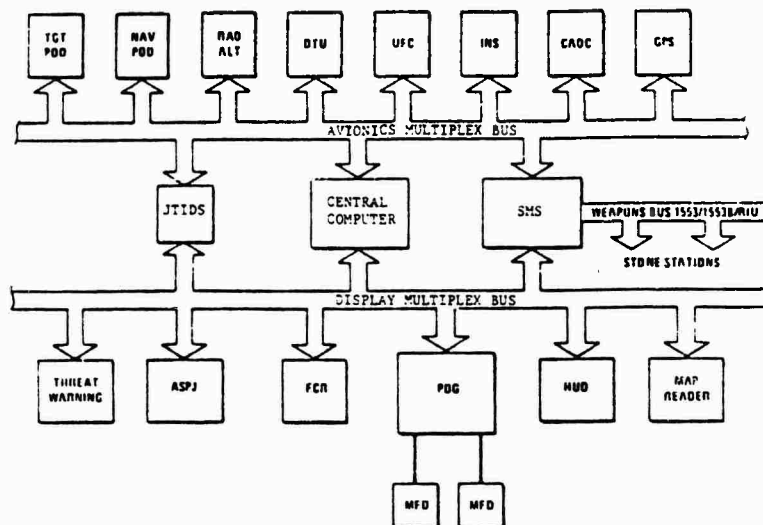 TGT
POD
NAV
POD
RAD
ALT
DTU
UFC
INS
CADC
GPS
AVIONICS MULTIPLEX BUS
JTIDS
CENTRAL
COMPUTER
SMS
WEAPONS BUS 1553/1553B/RIU
STORE STATIONS
DISPLAY MULTIPLEX BUS
THREAT
WARNING
ASPJ
FCR
PDG
HUD
MAP
READER
MFD
MFD